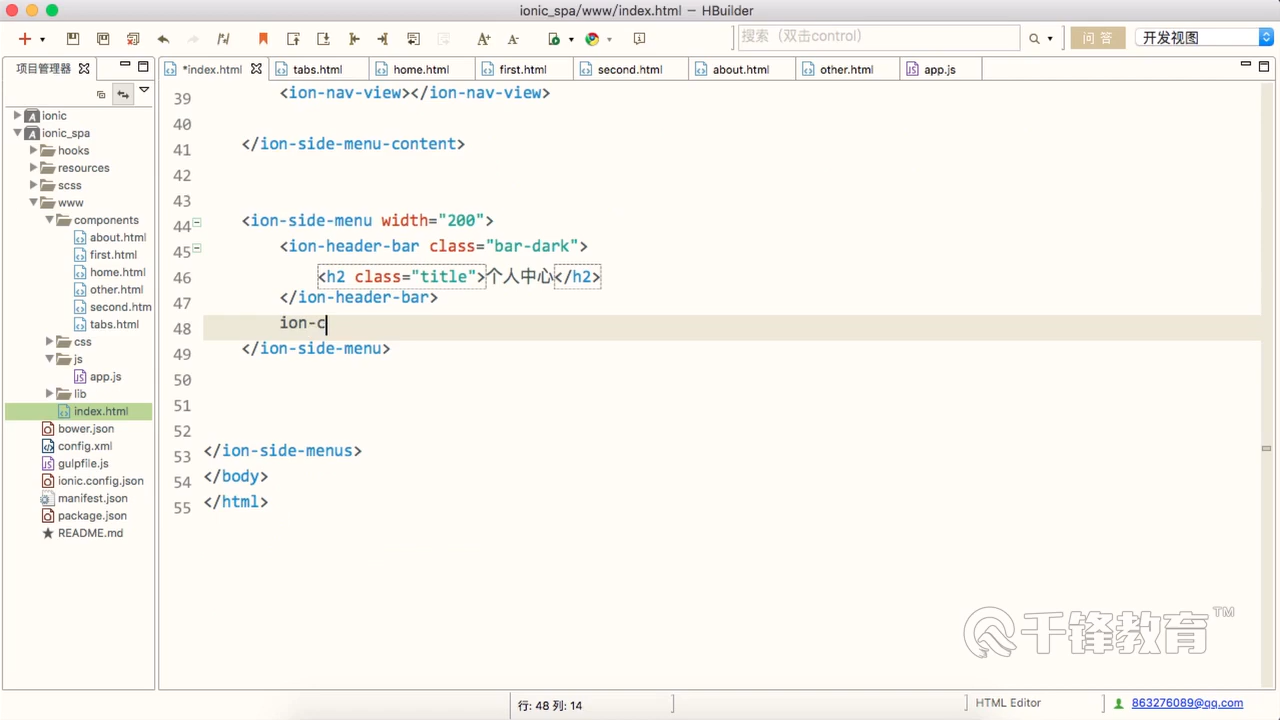 ionic_spa/www/index.html — HBuilder
搜索（双击control）
问 答
开发视图
项目管理器
*index.html
tabs.html
home.html
first.html
second.html
about.html
other.html
app.js
ionic
ionic_spa
hooks
resources
scss
www
components
about.html
first.html
home.html
other.html
second.htm
tabs.html
css
js
app.js
lib
index.html
bower.json
config.xml
gulpfile.js
ionic.config.json
manifest.json
package.json
README.md
39 <ion-nav-view></ion-nav-view>
40
41 </ion-side-menu-content>
42
43
44 <ion-side-menu width="200">
45 <ion-header-bar class="bar-dark">
46 <h2 class="title">个人中心</h2>
47 </ion-header-bar>
48 ion-c
49 </ion-side-menu>
50
51
52
53 </ion-side-menus>
54 </body>
55 </html>
千锋教育™
行: 48 列: 14
HTML Editor
863276089@qq.com